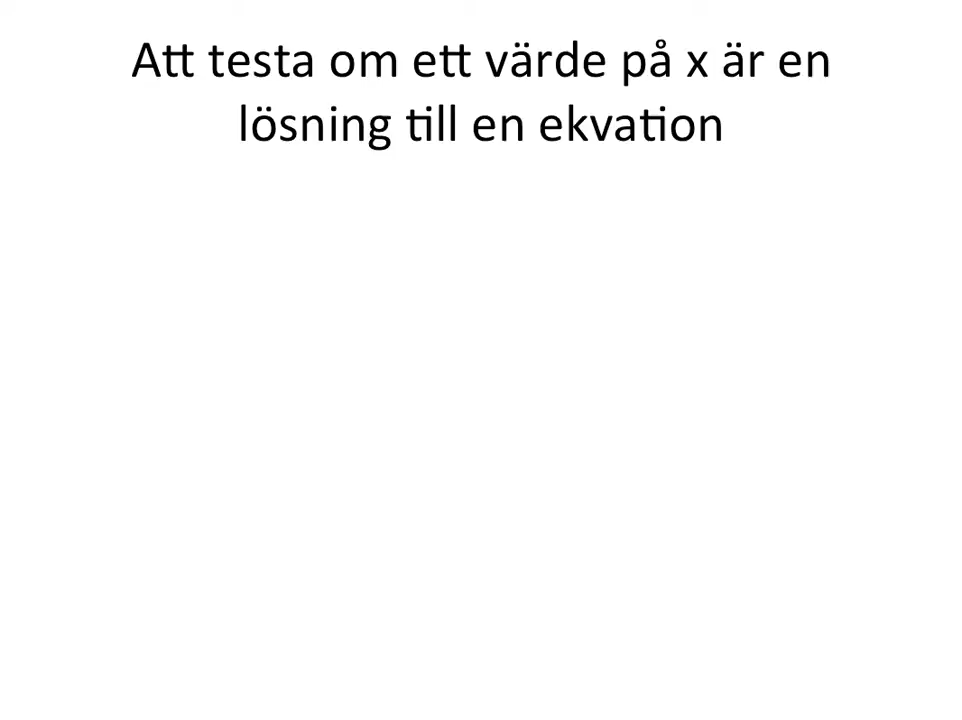 Att testa om ett värde på x är en
lösning till en ekvation